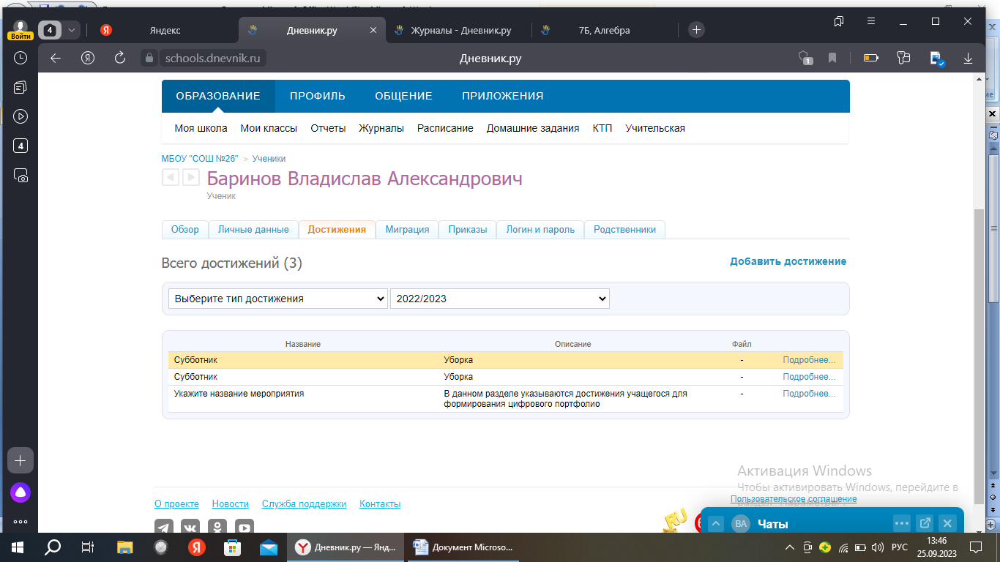 Войти
4
Яндекс
Дневник.ру
Журналы - Дневник.ру
7Б, Алгебра
schools.dnevnik.ru
Дневник.ру
1
4
ОБРАЗОВАНИЕ ПРОФИЛЬ ОБЩЕНИЕ ПРИЛОЖЕНИЯ
Моя школа Мои классы Отчеты Журналы Расписание Домашние задания КТП Учительская
МБОУ "СОШ №26" > Ученики
Баринов Владислав Александрович
Ученик
Обзор Личные данные Достижения Миграция Приказы Логин и пароль Родственники
Всего достижений (3) Добавить достижение
Выберите тип достижения 2022/2023
Название Описание Файл
Субботник Уборка - Подробнее...
Субботник Уборка - Подробнее...
Укажите название мероприятия В данном разделе указываются достижения учащегося для - Подробнее...
формирования цифрового портфолио
Активация Windows
Чтобы активировать Windows, перейдите в
Пользовательское соглашение
О проекте Новости Служба поддержки Контакты
RU
ВА Чаты
Дневник.ру — Янд...
Документ Microso...
РУС
13:46
25.09.2023